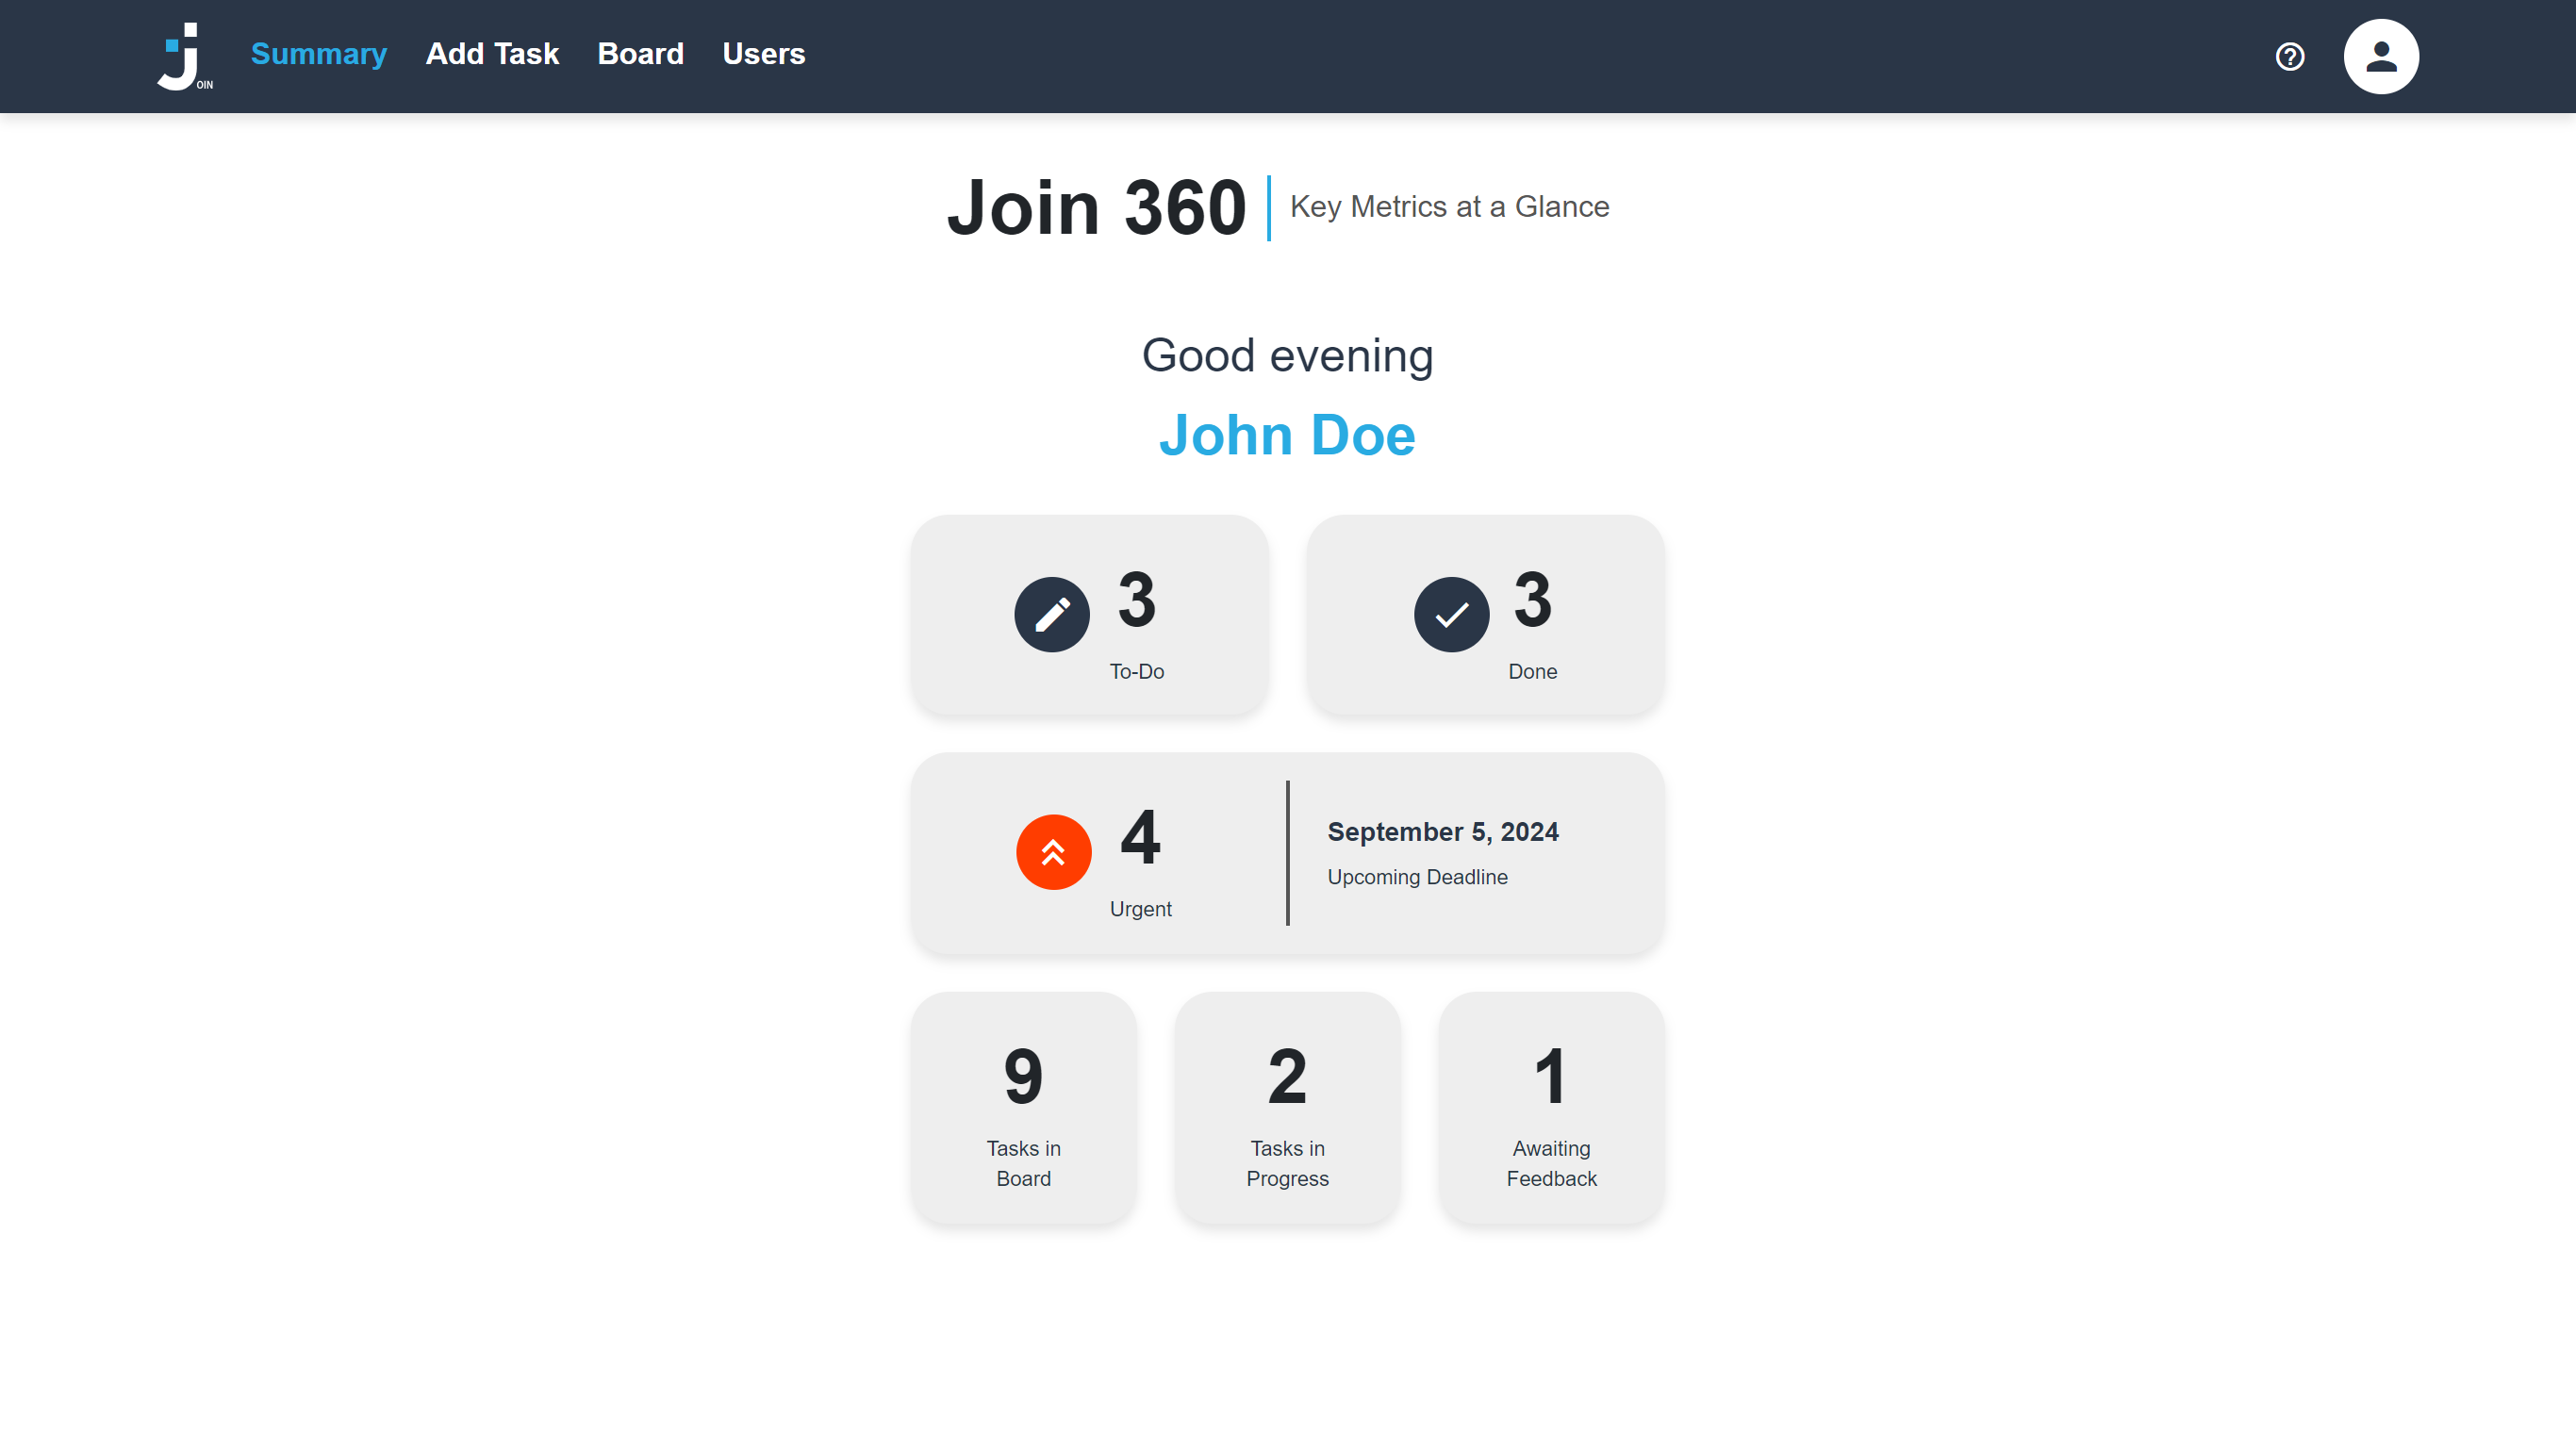 OIN
Summary Add Task Board Users
Join 360
Key Metrics at a Glance
Good evening
John Doe
3
To-Do
3
Done
4
Urgent
September 5, 2024
Upcoming Deadline
9
Tasks in
Board
2
Tasks in
Progress
1
Awaiting
Feedback